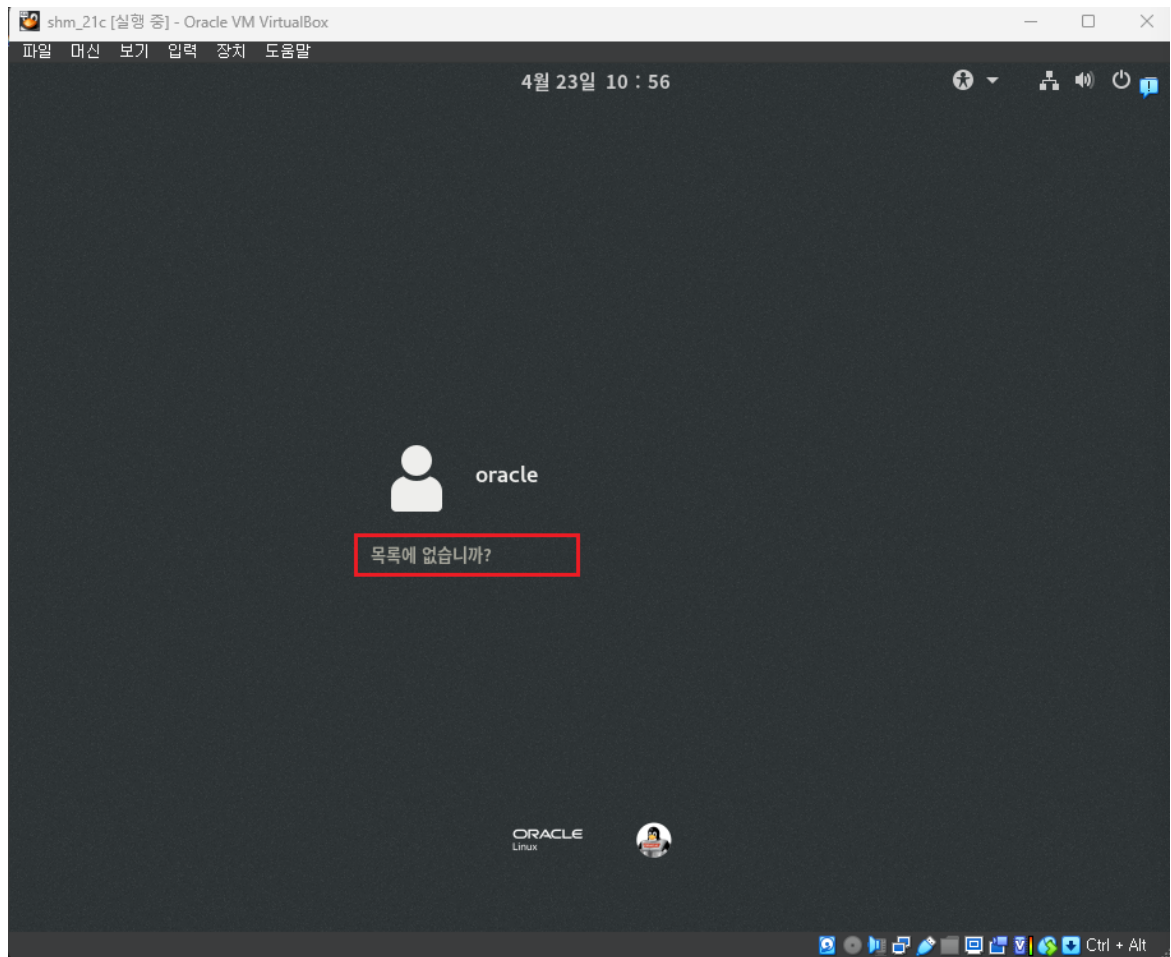 shm_21c [실행 중] - Oracle VM VirtualBox
파일 머신 보기 입력 장치 도움말
4월 23일 10 : 56
oracle
목록에 없습니까?
ORACLE
Linux
Ctrl + Alt